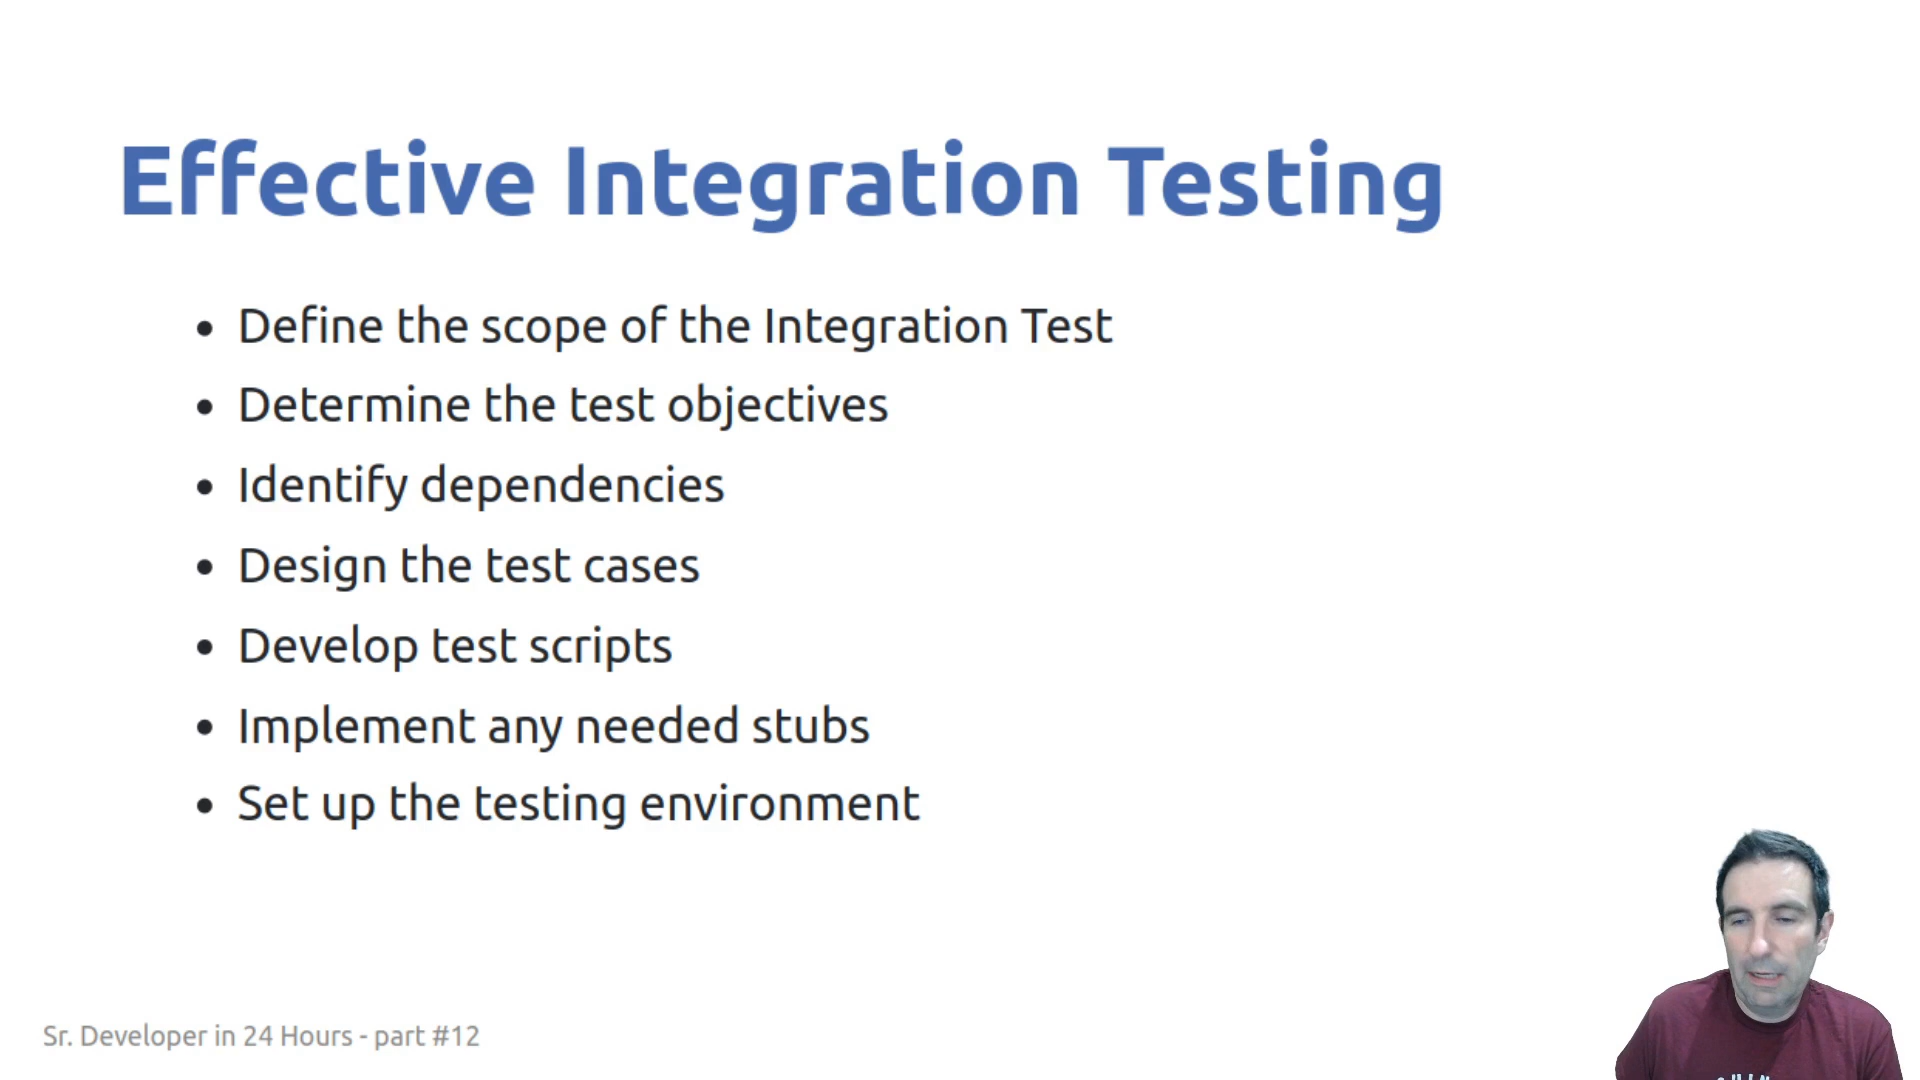 Effective Integration Testing
Define the scope of the Integration Test
Determine the test objectives
Identify dependencies
Design the test cases
Develop test scripts
Implement any needed stubs
Set up the testing environment
Sr. Developer in 24 Hours - part #12